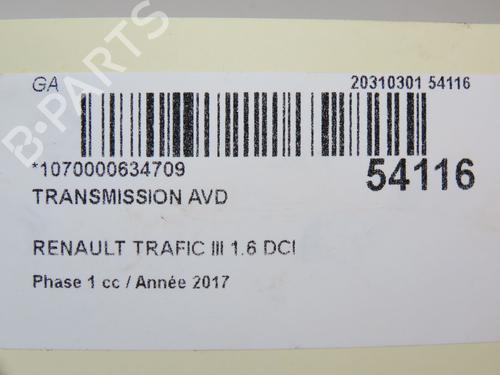 GA
20310301 54116
*1070000634709
54116
TRANSMISSION AVD
RENAULT TRAFIC III 1.6 DCI
Phase 1 cc / Année 2017
B-PARTS